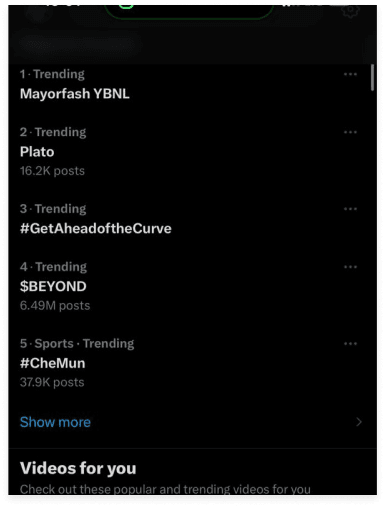 1 · Trending
Mayorfash YBNL
2 · Trending
Plato
16.2K posts
3 · Trending
#GetAheadoftheCurve
4 · Trending
$BEYOND
6.49M posts
5 · Sports · Trending
#CheMun
37.9K posts
Show more
Videos for you
Check out these popular and trending videos for you